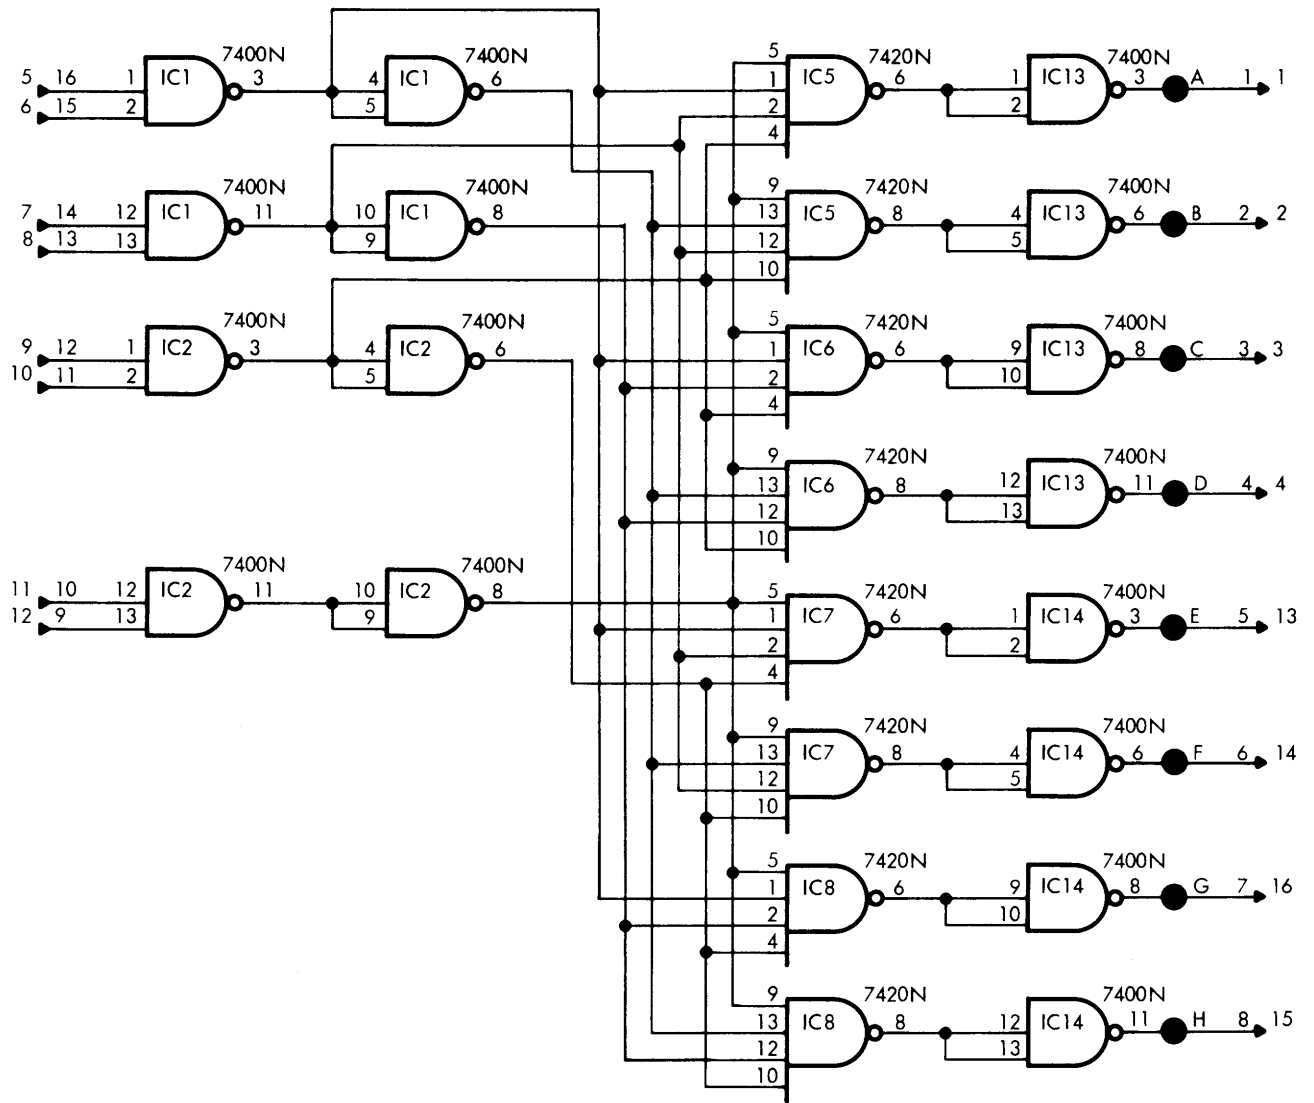 7400N 7400N 7420N 7400N
5 16 1 IC1 3 4 IC1 6 5 IC5 6 1 IC13 3 A 1 1
6 15 2 5 1 2
2
4
7400N 7400N 7420N 7400N
7 14 12 IC1 11 10 IC1 8 9 IC5 8 4 IC13 6 B 2 2
8 13 13 9 13 5
12
10
7400N 7400N 7420N 7400N
9 12 1 IC2 3 4 IC2 6 5 IC6 6 9 IC13 8 C 3 3
10 11 2 5 1 10
2
4
7420N 7400N
9 IC6 8 12 IC13 11 D 4 4
13 13
12
10
7400N 7400N 7420N 7400N
11 10 12 IC2 11 10 IC2 8 5 IC7 6 1 IC14 3 E 5 13
12 9 13 9 1 2
2
4
7420N 7400N
9 IC7 8 4 IC14 6 F 6 14
13 5
12
10
7420N 7400N
5 IC8 6 9 IC14 8 G 7 16
1 10
2
4
7420N 7400N
9 IC8 8 12 IC14 11 H 8 15
13 13
12
10